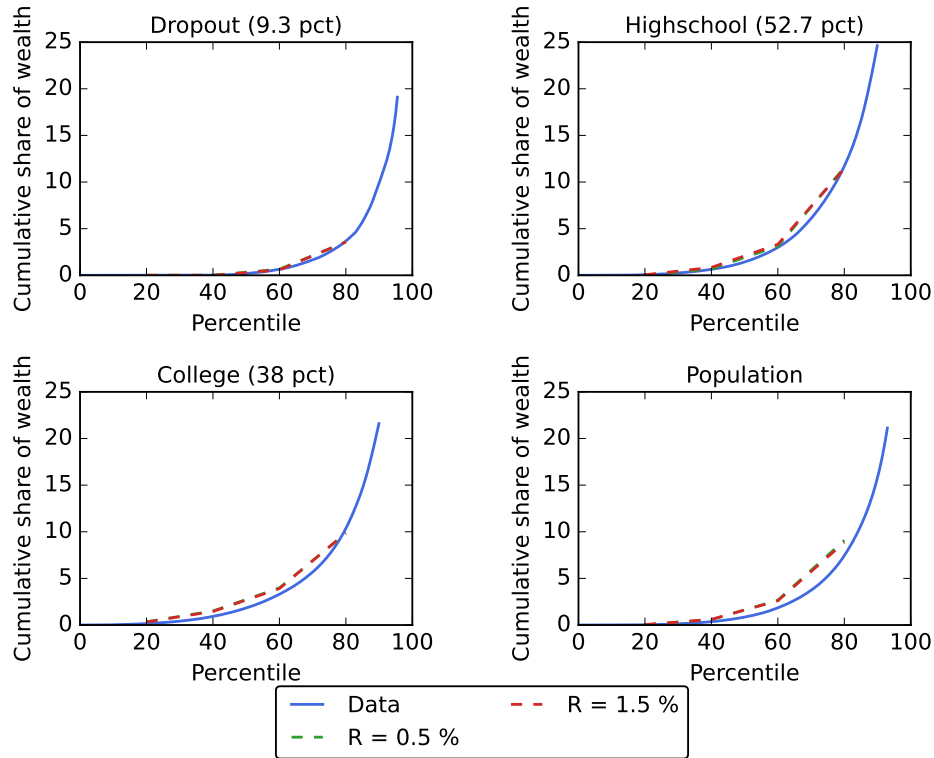 Dropout (9.3 pct)
Cumulative share of wealth
25
20
15
10
5
0
0 20 40 60 80 100
Percentile
Highschool (52.7 pct)
Cumulative share of wealth
25
20
15
10
5
0
0 20 40 60 80 100
Percentile
College (38 pct)
Cumulative share of wealth
25
20
15
10
5
0
0 20 40 60 80 100
Percentile
Population
Cumulative share of wealth
25
20
15
10
5
0
0 20 40 60 80 100
Percentile
Data
R = 0.5 %
R = 1.5 %